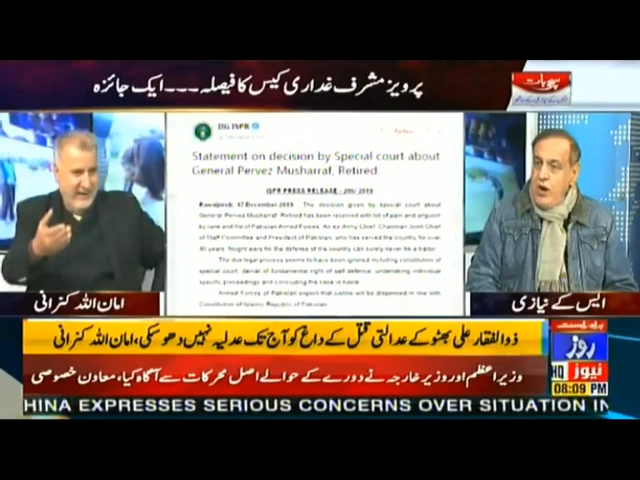 پرویز مشرف غداری کیس کا فیصلہ ۔۔۔ ایک جائزہ
سچی بات
DG ISPR
Statement on decision by Special court about
General Pervez Musharraf, Retired.
ISPR PRESS RELEASE - /2019
Rawalpindi, 17 December 2019 The decision given by special court about
General Pervez Musharraf, Retired has been received with lot of pain and anguish
by rank and file of Pakistan Armed Forces. An ex Army Chief, Chairman Joint Chief
of Staff Committee and President of Pakistan, who has served the country for over
40 years, fought wars for the defense of the country can surely never be a traitor.
The due legal process seems to have been ignored including constitution of
special court, denial of fundamental right of self defence, undertaking individual
specific proceedings and concluding the case in haste.
Armed Forces of Pakistan expect that justice will be dispensed in line with
Constitution of Islamic Republic of Pakistan.
امان اللہ کنرانی
ایس کے نیازی
ذوالفقار علی بھٹو کے عدالتی قتل کے داغ کو آج تک عدلیہ نہیں دھو سکی، امان اللہ کنرانی
وزیراعظم اور وزیر خارجہ نے دورے کے حوالے اصل محرکات سے آگاہ کیا، معاون خصوصی
روز
نیوز
HQ
08:09 PM
HINA EXPRESSES SERIOUS CONCERNS OVER SITUATION IN